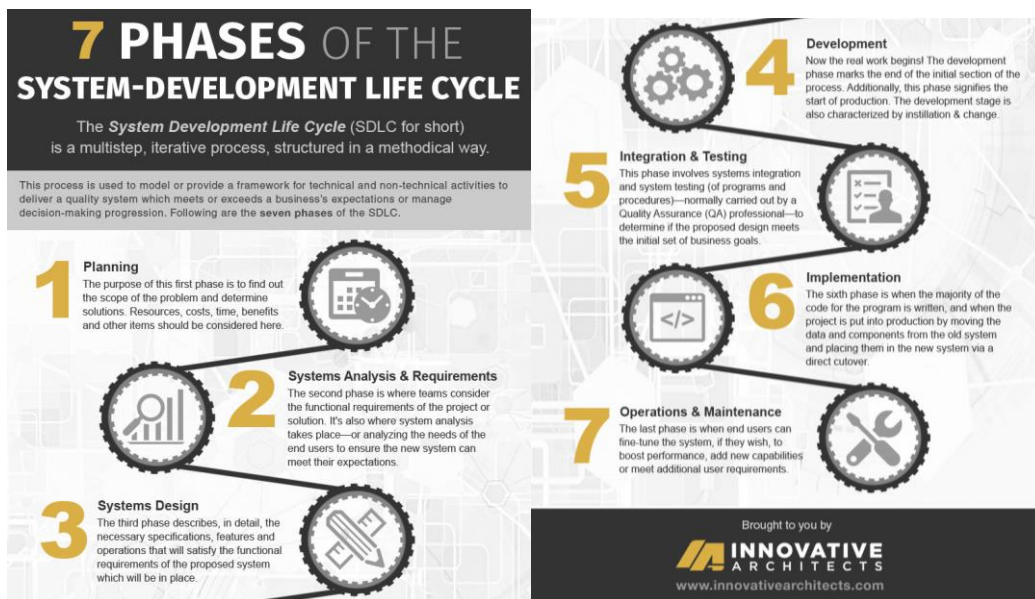 7 PHASES OF THE
SYSTEM-DEVELOPMENT LIFE CYCLE
The System Development Life Cycle (SDLC for short)
is a multistep, iterative process, structured in a methodical way.
This process is used to model or provide a framework for technical and non-technical activities to
deliver a quality system which meets or exceeds a business's expectations or manage
decision-making progression. Following are the seven phases of the SDLC.
1 Planning
The purpose of this first phase is to find out
the scope of the problem and determine
solutions. Resources, costs, time, benefits
and other items should be considered here.
2 Systems Analysis & Requirements
The second phase is where teams consider
the functional requirements of the project or
solution. It's also where system analysis
takes place—or analyzing the needs of the
end users to ensure the new system can
meet their expectations.
3 Systems Design
The third phase describes, in detail, the
necessary specifications, features and
operations that will satisfy the functional
requirements of the proposed system
which will be in place.
4 Development
Now the real work begins! The development
phase marks the end of the initial section of the
process. Additionally, this phase signifies the
start of production. The development stage is
also characterized by instillation & change.
5 Integration & Testing
This phase involves systems integration
and system testing (of programs and
procedures)—normally carried out by a
Quality Assurance (QA) professional—to
determine if the proposed design meets
the initial set of business goals.
</>
6 Implementation
The sixth phase is when the majority of the
code for the program is written, and when the
project is put into production by moving the
data and components from the old system
and placing them in the new system via a
direct cutover.
7 Operations & Maintenance
The last phase is when end users can
fine-tune the system, if they wish, to
boost performance, add new capabilities
or meet additional user requirements.
Brought to you by
INNOVATIVE
ARCHITECTS
www.innovativearchitects.com